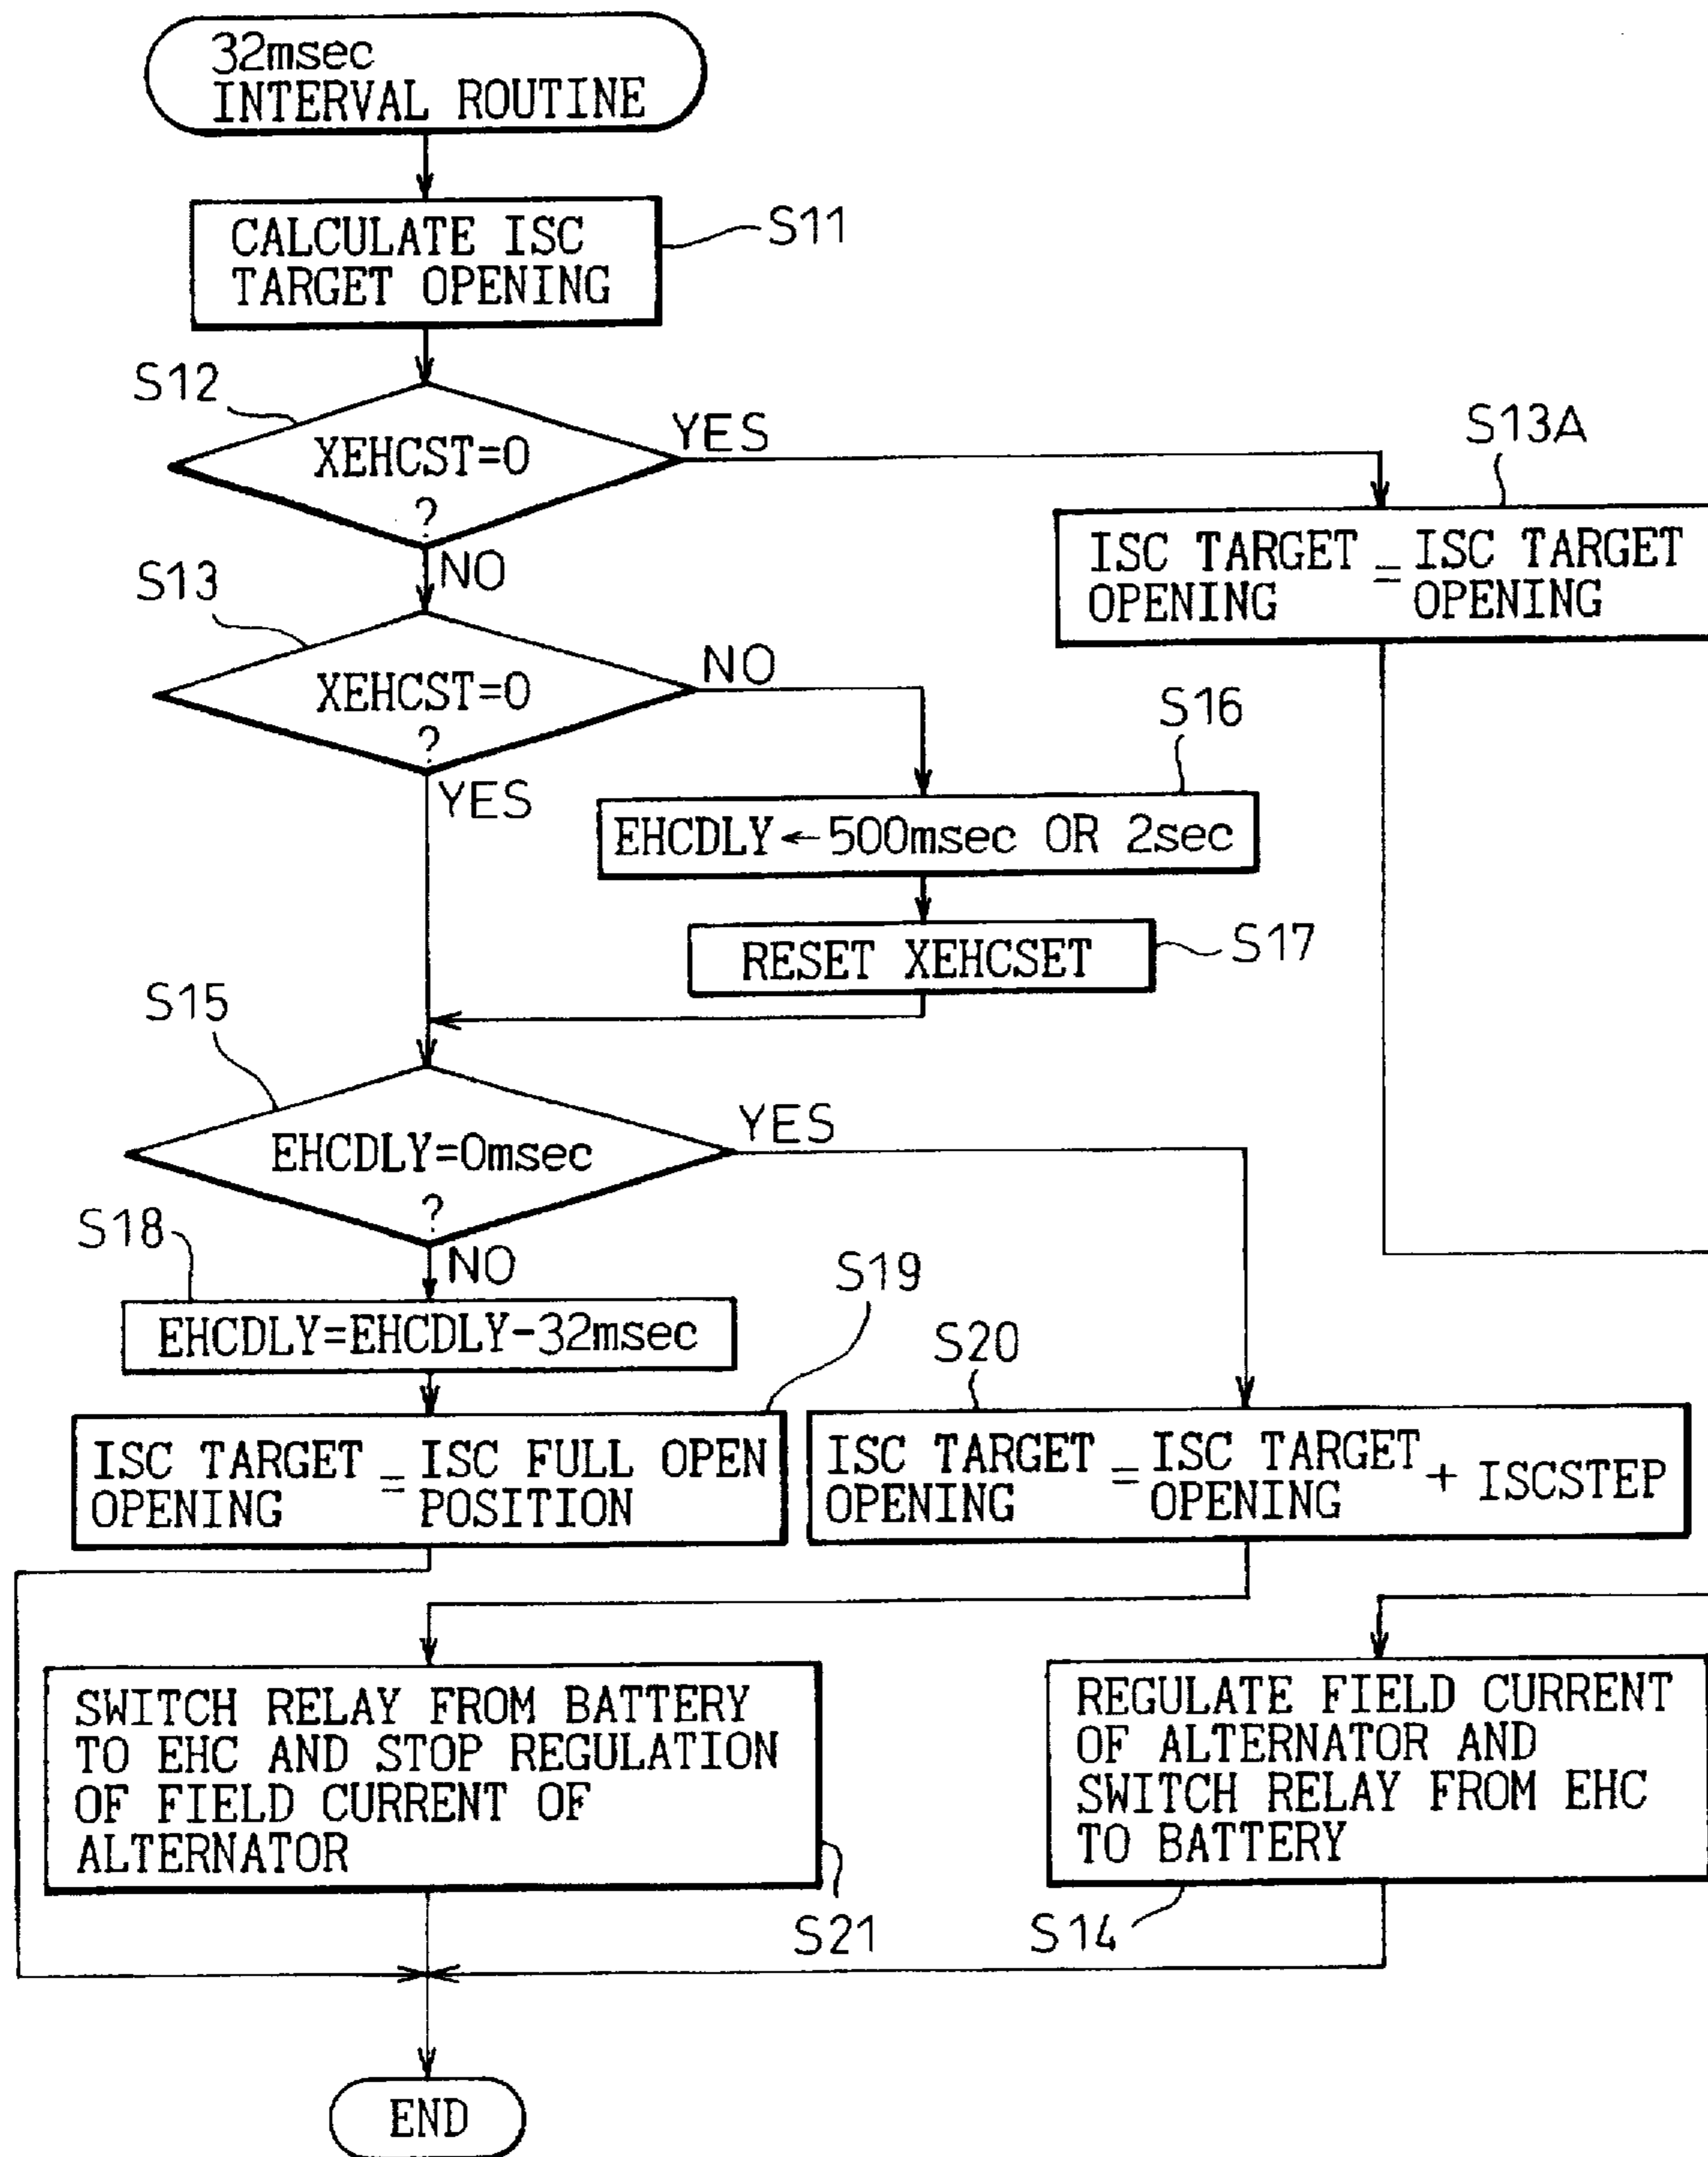 32msec
INTERVAL ROUTINE
CALCULATE ISC
TARGET OPENING
S11
S12
XEHCST=0
?
YES
NO
S13A
ISC TARGET = ISC TARGET
OPENING OPENING
S13
XEHCST=0
?
NO
YES
S16
EHCDLY←500msec OR 2sec
RESET XEHCSET
S17
S15
EHCDLY=0msec
?
YES
NO
S18
EHCDLY=EHCDLY-32msec
S19
ISC TARGET = ISC FULL OPEN
OPENING POSITION
S20
ISC TARGET = ISC TARGET + ISCSTEP
OPENING OPENING
SWITCH RELAY FROM BATTERY
TO EHC AND STOP REGULATION
OF FIELD CURRENT OF
ALTERNATOR
S21
REGULATE FIELD CURRENT
OF ALTERNATOR AND
SWITCH RELAY FROM EHC
TO BATTERY
S14
END